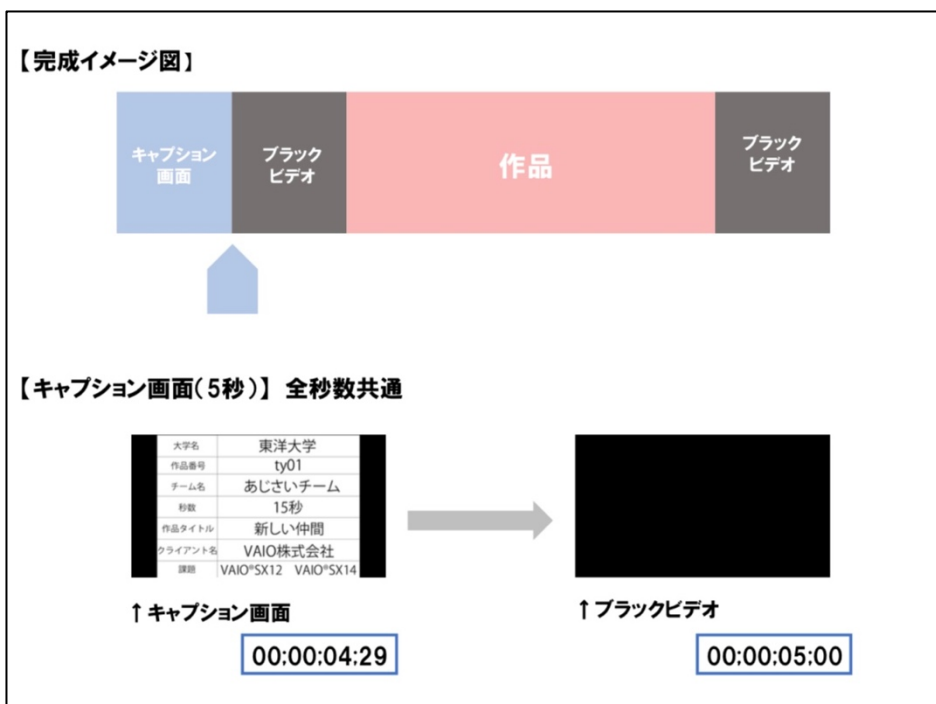 【完成イメージ図】
キャプション
画面
ブラック
ビデオ
作品
ブラック
ビデオ
【キャプション画面(5秒)】 全秒数共通
大学名 東洋大学
作品番号 ty01
チーム名 あじさいチーム
秒数 15秒
作品タイトル 新しい仲間
クライアント名 VAIO株式会社
課題 VAIO®SX12 VAIO®SX14
↑キャプション画面
↑ブラックビデオ
00;00;04;29
00;00;05;00